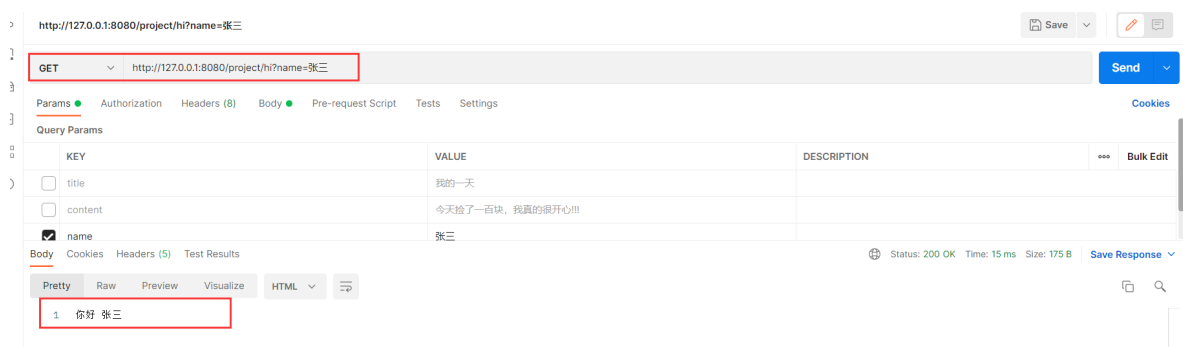 http://127.0.0.1:8080/project/hi?name=张三 Save
GET http://127.0.0.1:8080/project/hi?name=张三 Send
Params Authorization Headers (8) Body Pre-request Script Tests Settings Cookies
Query Params
KEY VALUE DESCRIPTION ooo Bulk Edit
title 我的一天
content 今天捡了一百块，我真的很开心!!!
name 张三
Body Cookies Headers (5) Test Results Status: 200 OK Time: 15 ms Size: 175 B Save Response
Pretty Raw Preview Visualize HTML
1 你好 张三